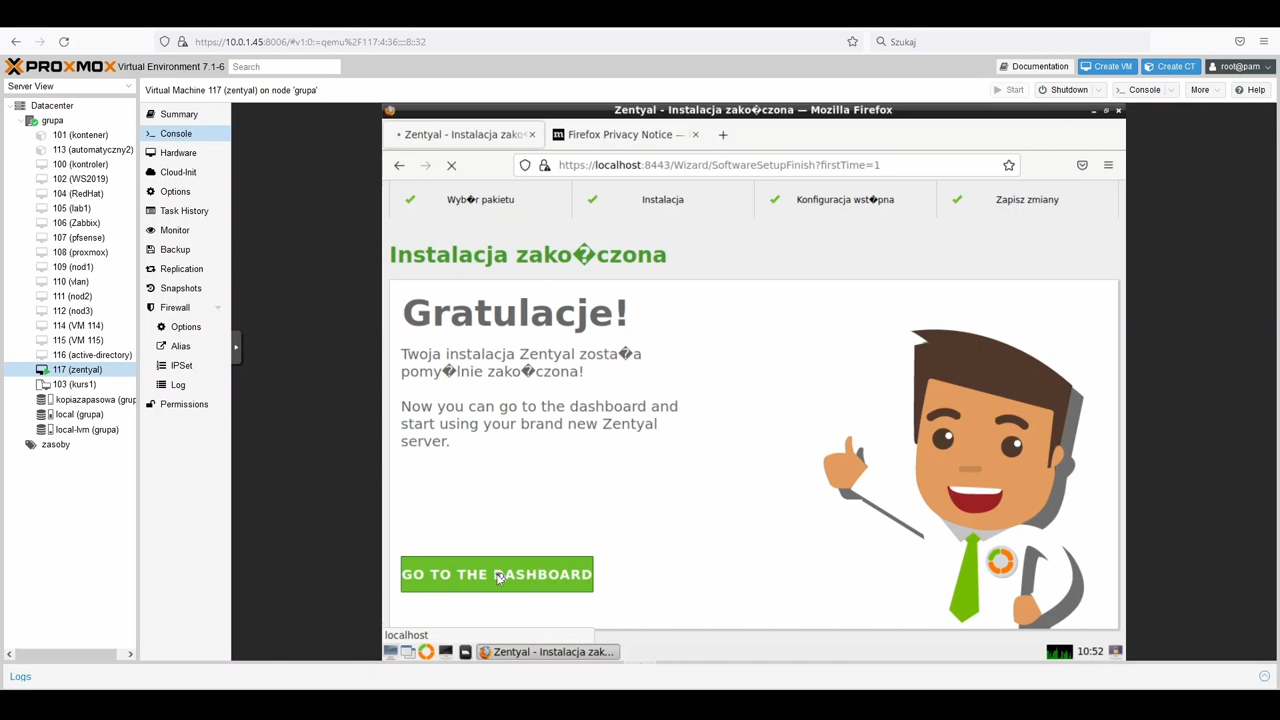 https://10.0.1.45:8006/#v1:0:=qemu%2F117:4:36::::8::32
Szukaj
PROXMOX Virtual Environment 7.1-6
Search
Documentation
Create VM
Create CT
root@pam
Server View
Virtual Machine 117 (zentyal) on node 'grupa'
Start
Shutdown
Console
More
Help
Datacenter
grupa
101 (kontener)
113 (automatyczne2)
100 (kontroler)
102 (WS2019)
104 (RedHat)
105 (lab1)
106 (Zabbix)
107 (pfsense)
108 (proxmox)
109 (nod1)
110 (vlan)
111 (nod2)
112 (nod3)
114 (VM 114)
115 (VM 115)
116 (active-directory)
117 (zentyal)
103 (kurs1)
kopiazapasowa (grup
local (grupa)
local-lvm (grupa)
zasoby
Summary
Console
Hardware
Cloud-Init
Options
Task History
Monitor
Backup
Replication
Snapshots
Firewall
Options
Alias
IPSet
Log
Permissions
Zentyal - Instalacja zako�czona — Mozilla Firefox
Zentyal - Instalacja zako�
Firefox Privacy Notice —
https://localhost:8443/Wizard/SoftwareSetupFinish?firstTime=1
Wyb�r pakietu
Instalacja
Konfiguracja wst�pna
Zapisz zmiany
Instalacja zako�czona
Gratulacje!
Twoja instalacja Zentyal zosta�a
pomy�lnie zako�czona!
Now you can go to the dashboard and
start using your brand new Zentyal
server.
GO TO THE DASHBOARD
localhost
Zentyal - Instalacja zak...
10:52
Logs